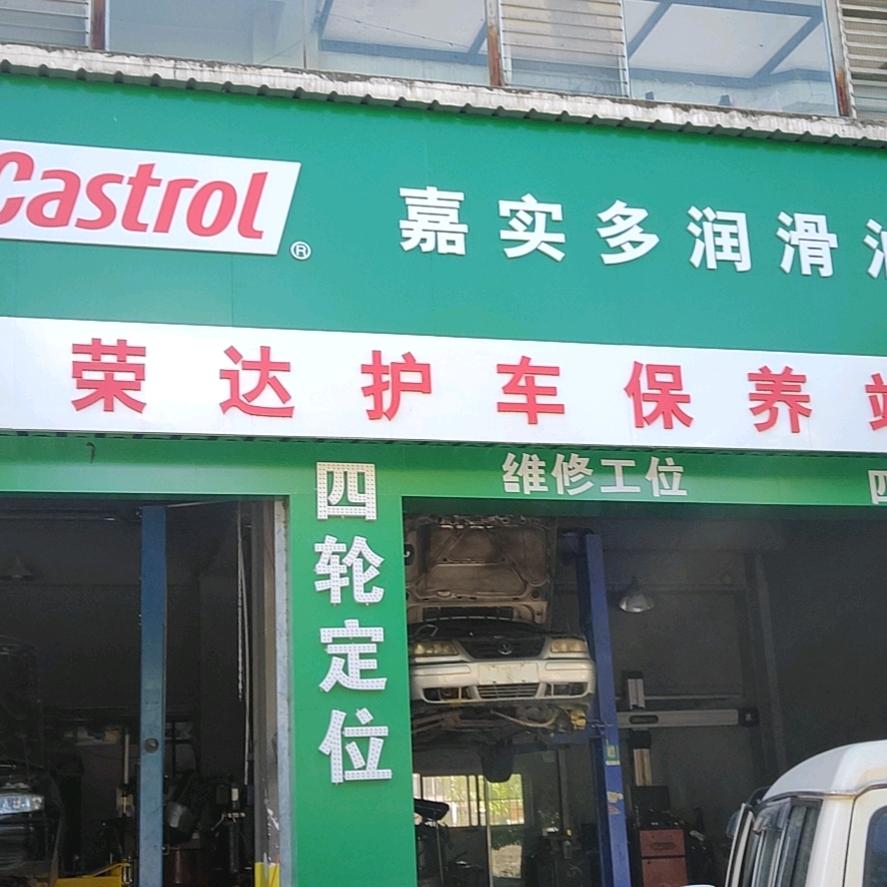 Castrol ®
嘉实多润滑
荣达护车保养
维修工位
四轮定位